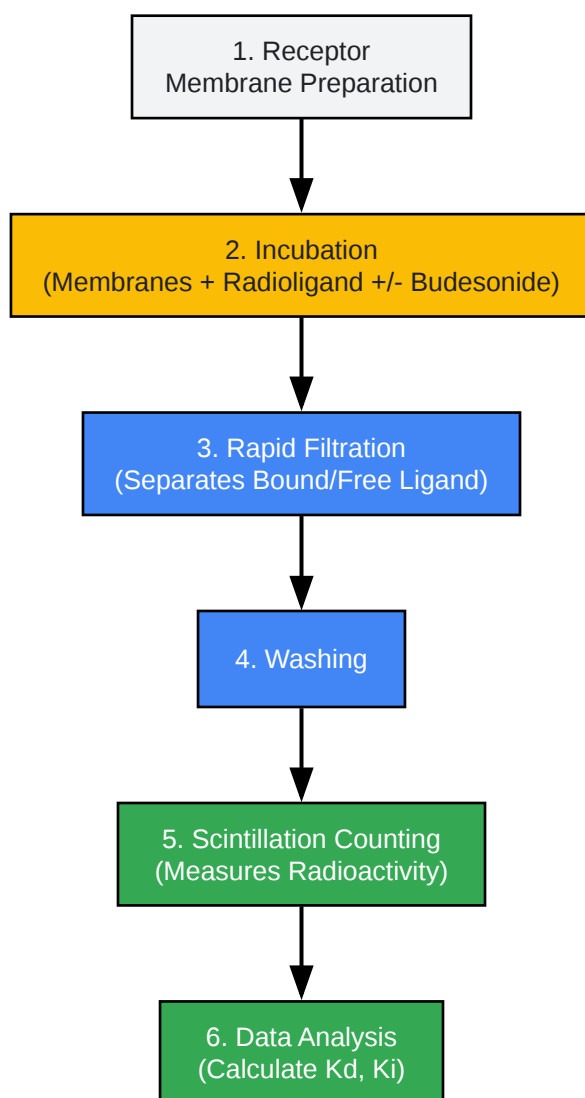 1. Receptor
Membrane Preparation
2. Incubation
(Membranes + Radioligand +/- Budesonide)
3. Rapid Filtration
(Separates Bound/Free Ligand)
4. Washing
5. Scintillation Counting
(Measures Radioactivity)
6. Data Analysis
(Calculate Kd, Ki)